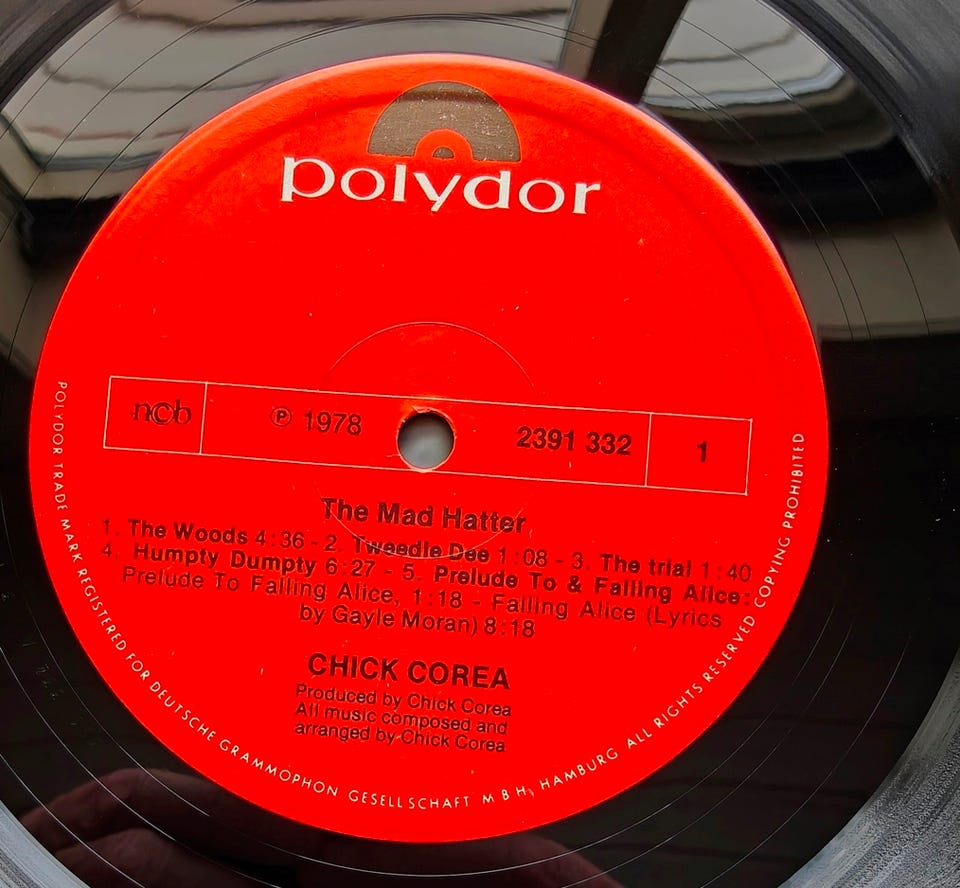 polydor
ncb
℗ 1978
2391 332
1
The Mad Hatter
1. The Woods 4:36 - 2. Tweedle Dee 1:08 - 3. The trial 1:40
4. Humpty Dumpty 6:27 - 5. Prelude To & Falling Alice:
Prelude To Falling Alice, 1:18 - Falling Alice (Lyrics
by Gayle Moran) 8:18
CHICK COREA
Produced by Chick Corea
All music composed and
arranged by Chick Corea
POLYDOR TRADE MARK REGISTERED FOR DEUTSCHE GRAMMOPHON GESELLSCHAFT M B H, HAMBURG ALL RIGHTS RESERVED COPYING PROHIBITED